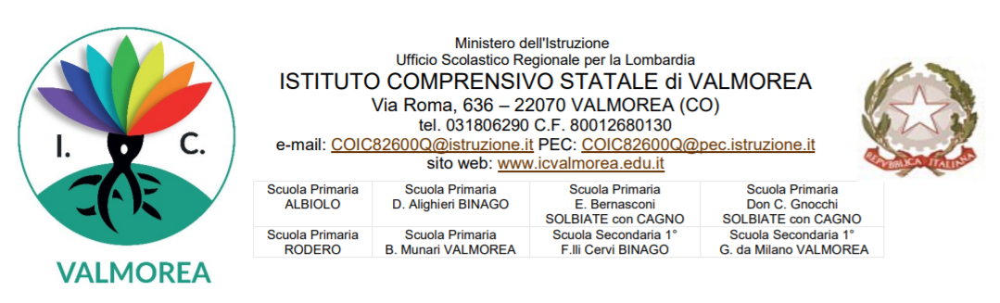 I. C.
VALMOREA
Ministero dell'Istruzione
Ufficio Scolastico Regionale per la Lombardia
ISTITUTO COMPRENSIVO STATALE di VALMOREA
Via Roma, 636 – 22070 VALMOREA (CO)
tel. 031806290 C.F. 80012680130
e-mail: COIC82600Q@istruzione.it PEC: COIC82600Q@pec.istruzione.it
sito web: www.icvalmorea.edu.it
REPVBBLICA ITALIANA
Scuola Primaria
ALBIOLO
Scuola Primaria
D. Alighieri BINAGO
Scuola Primaria
E. Bernasconi
SOLBIATE con CAGNO
Scuola Primaria
Don C. Gnocchi
SOLBIATE con CAGNO
Scuola Primaria
RODERO
Scuola Primaria
B. Munari VALMOREA
Scuola Secondaria 1°
F.lli Cervi BINAGO
Scuola Secondaria 1°
G. da Milano VALMOREA